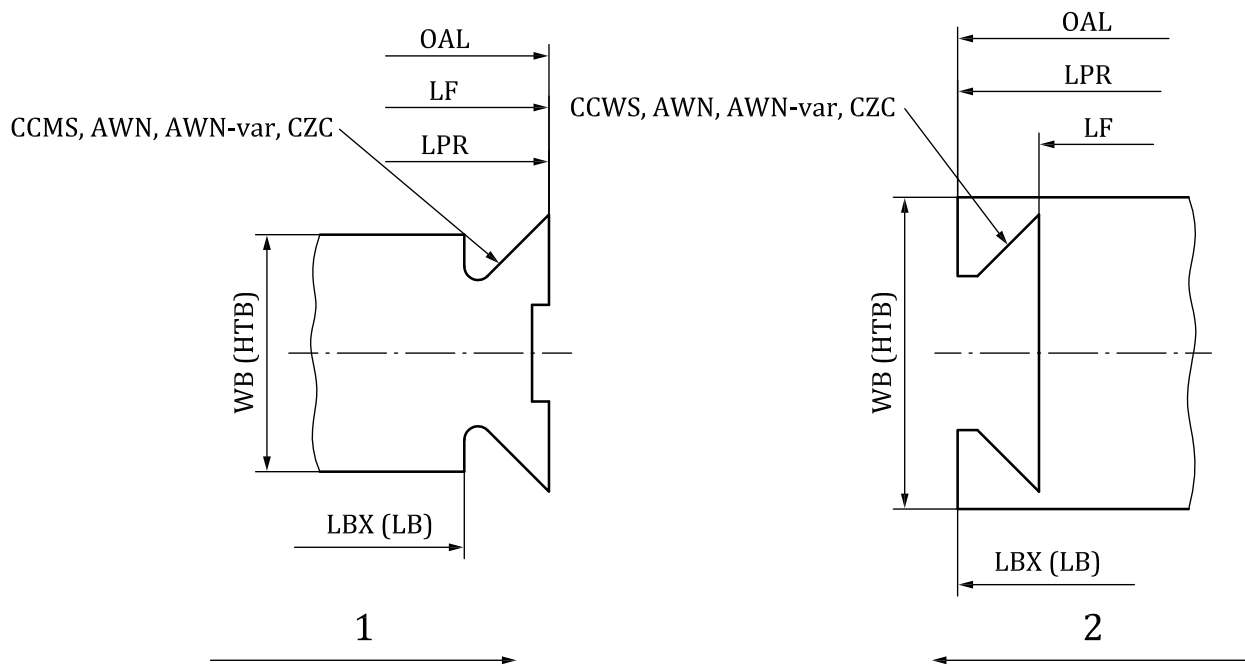 OAL
LF
CCMS, AWN, AWN-var, CZC
LPR
WB (HTB)
LBX (LB)
1
OAL
LPR
CCWS, AWN, AWN-var, CZC
LF
WB (HTB)
LBX (LB)
2